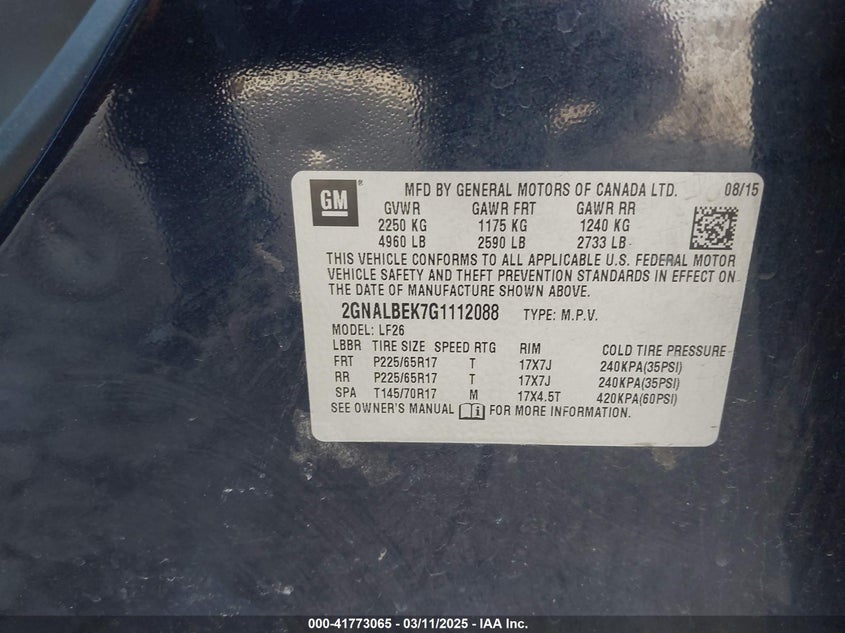 GM ® MFD BY GENERAL MOTORS OF CANADA LTD. 08/15
GVWR GAWR FRT GAWR RR
2250 KG 1175 KG 1240 KG
4960 LB 2590 LB 2733 LB
THIS VEHICLE CONFORMS TO ALL APPLICABLE U.S. FEDERAL MOTOR
VEHICLE SAFETY AND THEFT PREVENTION STANDARDS IN EFFECT ON
THE DATE OF MANUFACTURE SHOWN ABOVE.
2GNALBEK7G1112088 TYPE: M.P.V.
MODEL: LF26
LBBR TIRE SIZE SPEED RTG RIM COLD TIRE PRESSURE
FRT P225/65R17 T 17X7J 240KPA(35PSI)
RR P225/65R17 T 17X7J 240KPA(35PSI)
SPA T145/70R17 M 17X4.5T 420KPA(60PSI)
SEE OWNER'S MANUAL i FOR MORE INFORMATION.
000-41773065 - 03/11/2025 - IAA Inc.